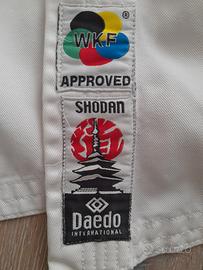 ®
WKF
APPROVED
SHODAN
Daedo
INTERNATIONAL